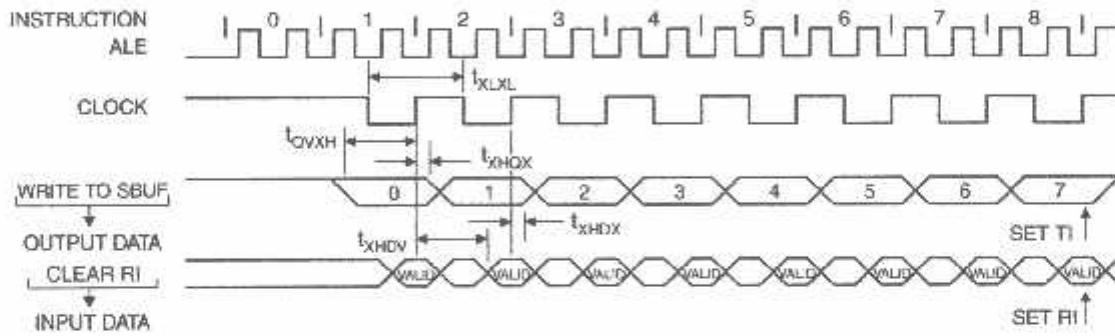 INSTRUCTION 0 1 2 3 4 5 6 7 8
ALE
tXLXL
CLOCK
tQVXH
tXHQX
WRITE TO SBUF 0 1 2 3 4 5 6 7
tXHDX
SET TI
tXHDV
OUTPUT DATA
CLEAR RI VALID VALID VALID VALID VALID VALID VALID VALID
SET RI
INPUT DATA